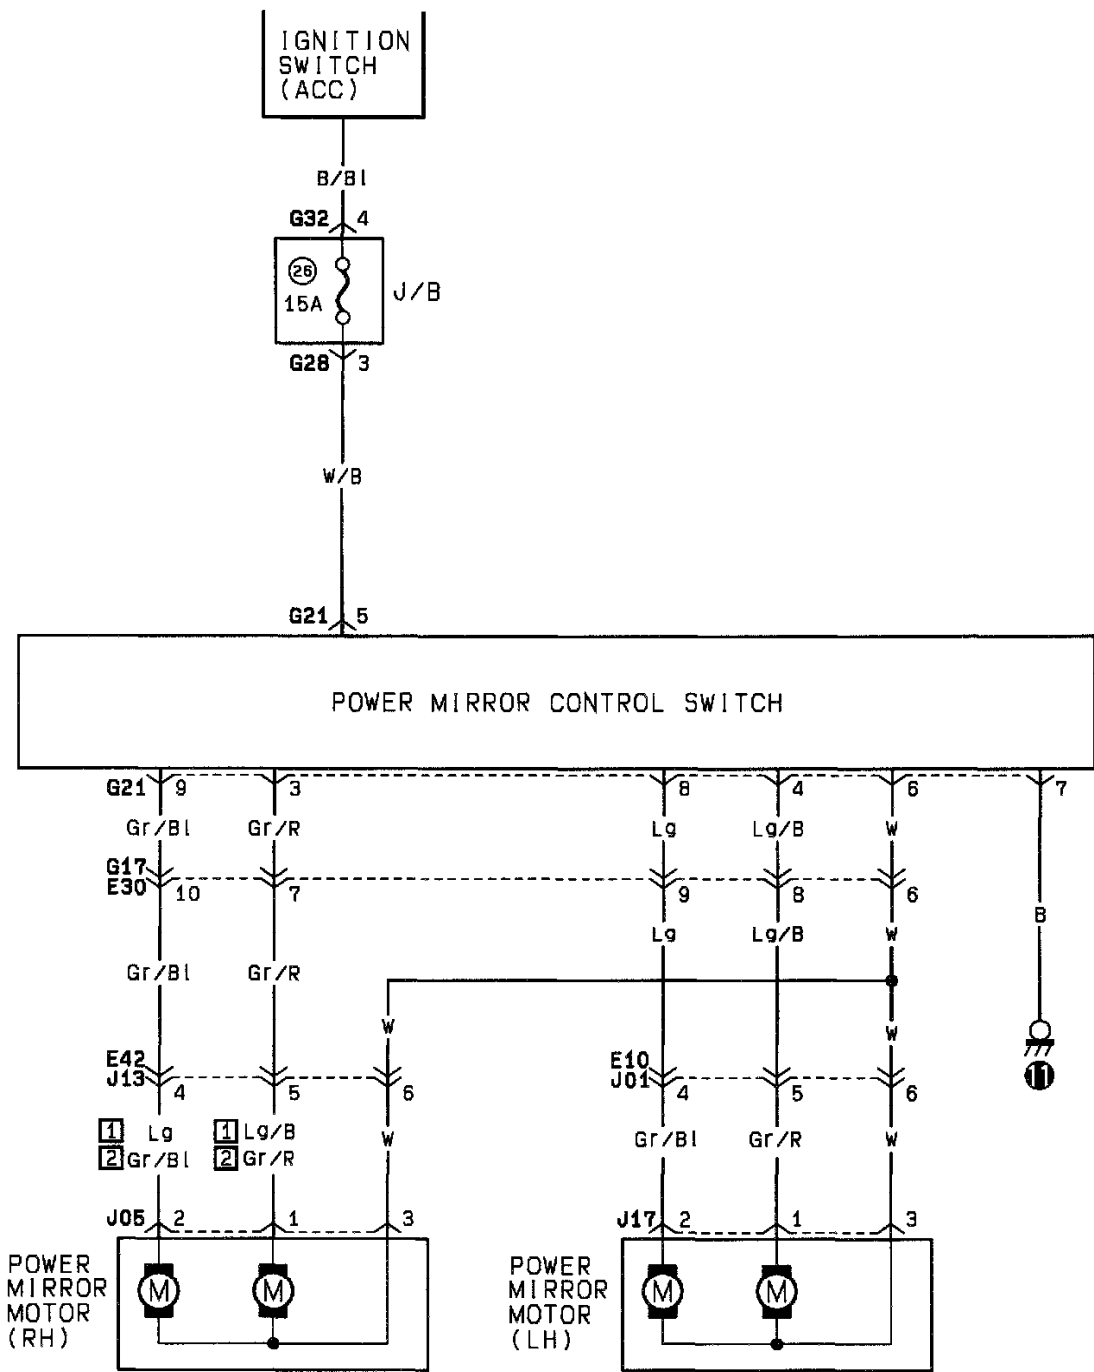 IGNITION
SWITCH
(ACC)
B/Bl
G32 4
26
15A
J/B
G28 3
W/B
G21 5
POWER MIRROR CONTROL SWITCH
G21 9 3 8 4 6 7
Gr/Bl Gr/R Lg Lg/B W
G17
E30 10 7 9 8 6
B
Lg Lg/B W
Gr/Bl Gr/R
W W
E42 E10
J13 4 5 6 J01 4 5 6
11
1 Lg 1 Lg/B W Gr/Bl Gr/R W
2 Gr/Bl 2 Gr/R
J05 2 1 3 J17 2 1 3
POWER
MIRROR
MOTOR
(RH)
M M
POWER
MIRROR
MOTOR
(LH)
M M